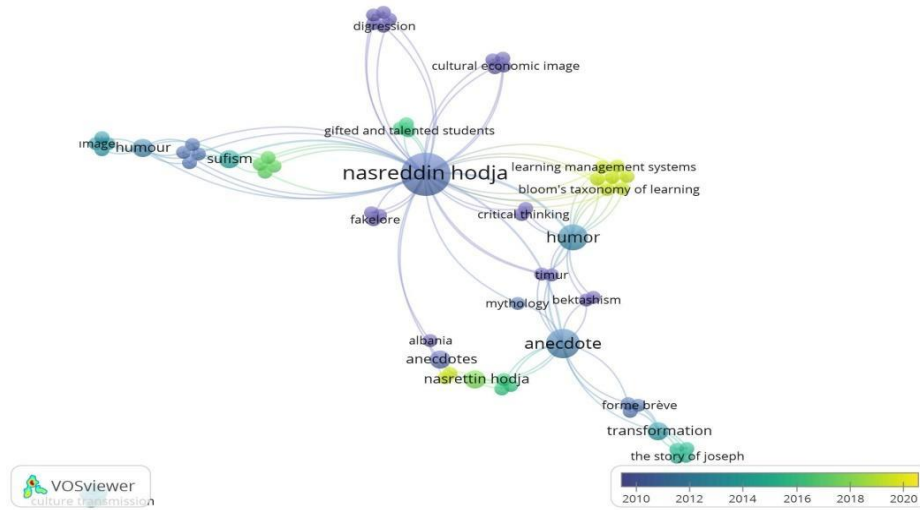 digression
cultural economic image
gifted and talented students
image
humour
sufism
nasreddin hodja
learning management systems
bloom's taxonomy of learning
critical thinking
fakelore
humor
timur
mythology
bektashism
albania
anecdote
anecdotes
nasrettin hodja
forme brève
transformation
the story of joseph
VOSviewer
culture transmission
2010 2012 2014 2016 2018 2020